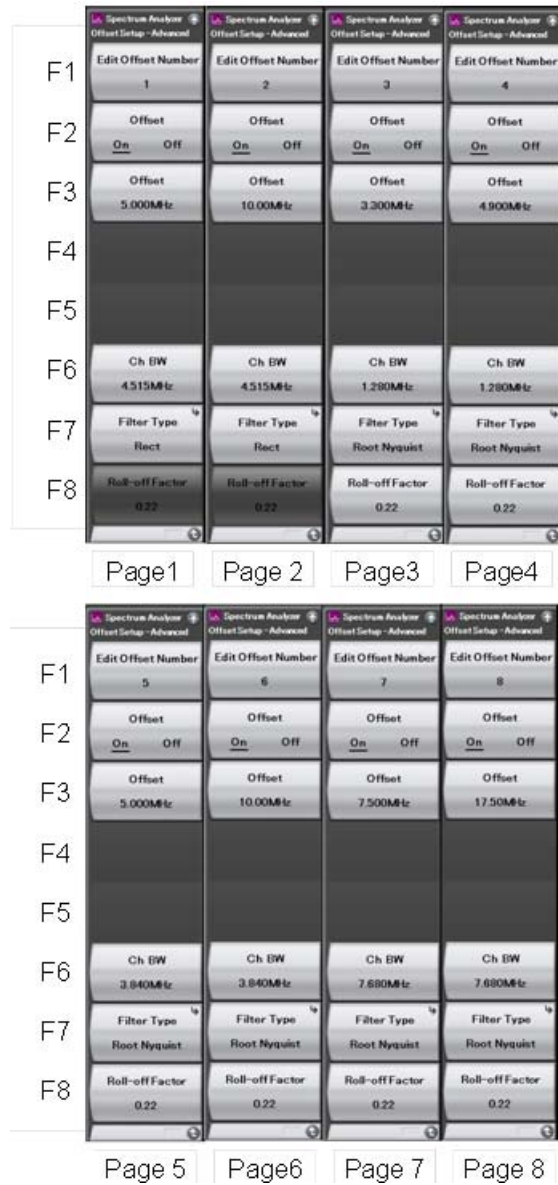 Spectrum Analyzer Spectrum Analyzer Spectrum Analyzer Spectrum Analyzer
Offset Setup - Advanced Offset Setup - Advanced Offset Setup - Advanced Offset Setup - Advanced
F1 Edit Offset Number Edit Offset Number Edit Offset Number Edit Offset Number
1 2 3 4
F2 Offset Offset Offset Offset
On Off On Off On Off On Off
F3 Offset Offset Offset Offset
5.000MHz 10.00MHz 3.300MHz 4.900MHz
F4
F5
F6 Ch BW Ch BW Ch BW Ch BW
4.515MHz 4.515MHz 1.280MHz 1.280MHz
F7 Filter Type Filter Type Filter Type Filter Type
Rect Rect Root Nyquist Root Nyquist
F8 Roll-off Factor Roll-off Factor Roll-off Factor Roll-off Factor
0.22 0.22 0.22 0.22
Page1 Page 2 Page3 Page4
Spectrum Analyzer Spectrum Analyzer Spectrum Analyzer Spectrum Analyzer
Offset Setup - Advanced Offset Setup - Advanced Offset Setup - Advanced Offset Setup - Advanced
F1 Edit Offset Number Edit Offset Number Edit Offset Number Edit Offset Number
5 6 7 8
F2 Offset Offset Offset Offset
On Off On Off On Off On Off
F3 Offset Offset Offset Offset
5.000MHz 10.00MHz 7.500MHz 17.50MHz
F4
F5
F6 Ch BW Ch BW Ch BW Ch BW
3.840MHz 3.840MHz 7.680MHz 7.680MHz
F7 Filter Type Filter Type Filter Type Filter Type
Root Nyquist Root Nyquist Root Nyquist Root Nyquist
F8 Roll-off Factor Roll-off Factor Roll-off Factor Roll-off Factor
0.22 0.22 0.22 0.22
Page 5 Page6 Page 7 Page 8